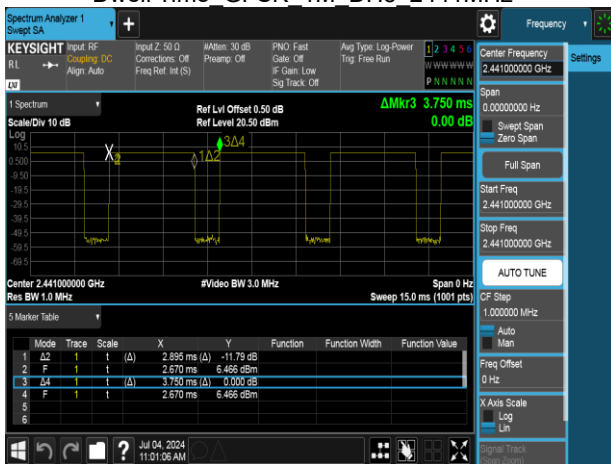 Spectrum Analyzer 1
Swept SA
+
Frequency
KEYSIGHT
RL
Input: RF
Coupling: DC
Align: Auto
Input Z: 50 Ω
Corrections: Off
Freq Ref: Int (S)
#Atten: 30 dB
Preamp: Off
PNO: Fast
Gate: Off
IF Gain: Low
Sig Track: Off
Avg Type: Log-Power
Trig: Free Run
1 2 3 4 5 6
W W W W W W
P N N N N N
1 Spectrum
Scale/Div 10 dB
Log
Ref Lvl Offset 0.50 dB
Ref Level 20.50 dBm
ΔMkr3 3.750 ms
0.00 dB
10.5
0.500
-9.50
-19.5
-29.5
-39.5
-49.5
-59.5
-69.5
3Δ4
1Δ2
Center 2.441000000 GHz
Res BW 1.0 MHz
#Video BW 3.0 MHz
Span 0 Hz
Sweep 15.0 ms (1001 pts)
5 Marker Table
Mode Trace Scale X Y Function Function Width Function Value
1 Δ2 1 t (Δ) 2.895 ms (Δ) -11.79 dB
2 F 1 t 2.670 ms 6.466 dBm
3 Δ4 1 t (Δ) 3.750 ms (Δ) 0.000 dB
4 F 1 t 2.670 ms 6.466 dBm
5
6
?
Jul 04, 2024
11:01:06 AM
Center Frequency
2.441000000 GHz
Settings
Span
0.00000000 Hz
Swept Span
Zero Span
Full Span
Start Freq
2.441000000 GHz
Stop Freq
2.441000000 GHz
AUTO TUNE
CF Step
1.000000 MHz
Auto
Man
Freq Offset
0 Hz
X Axis Scale
Log
Lin
Signal Track
(Span Zoom)